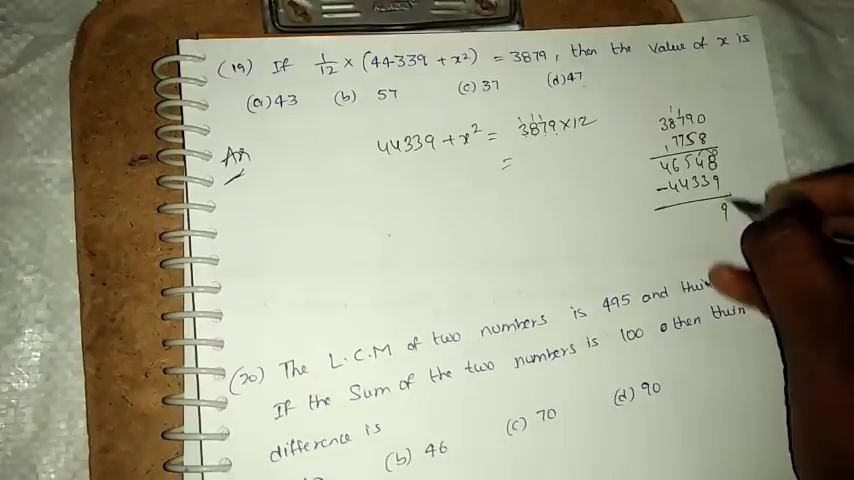 (19) If 1/12 × (44339 + x²) = 3879, then the value of x is
(a) 43 (b) 57 (c) 37 (d) 47
Ans
44339 + x² = 3879 × 12
=
38790
7758
46548
-44339
9
(20) The L.C.M of two numbers is 495 and their
If the sum of the two numbers is 100 then their
difference is
(b) 46 (c) 70 (d) 90